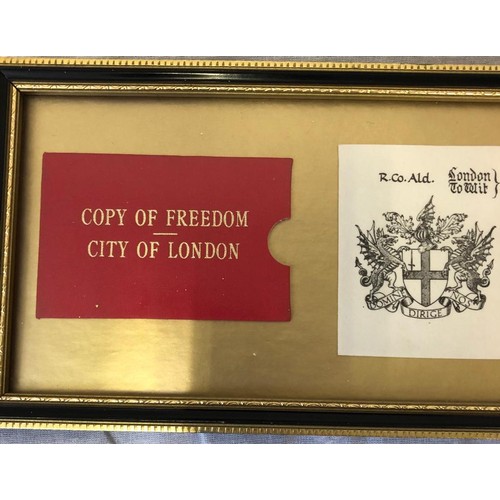 COPY OF FREEDOM
CITY OF LONDON
R.Co. Ald.
London
To Wit
DOMINE DIRIGE NOS